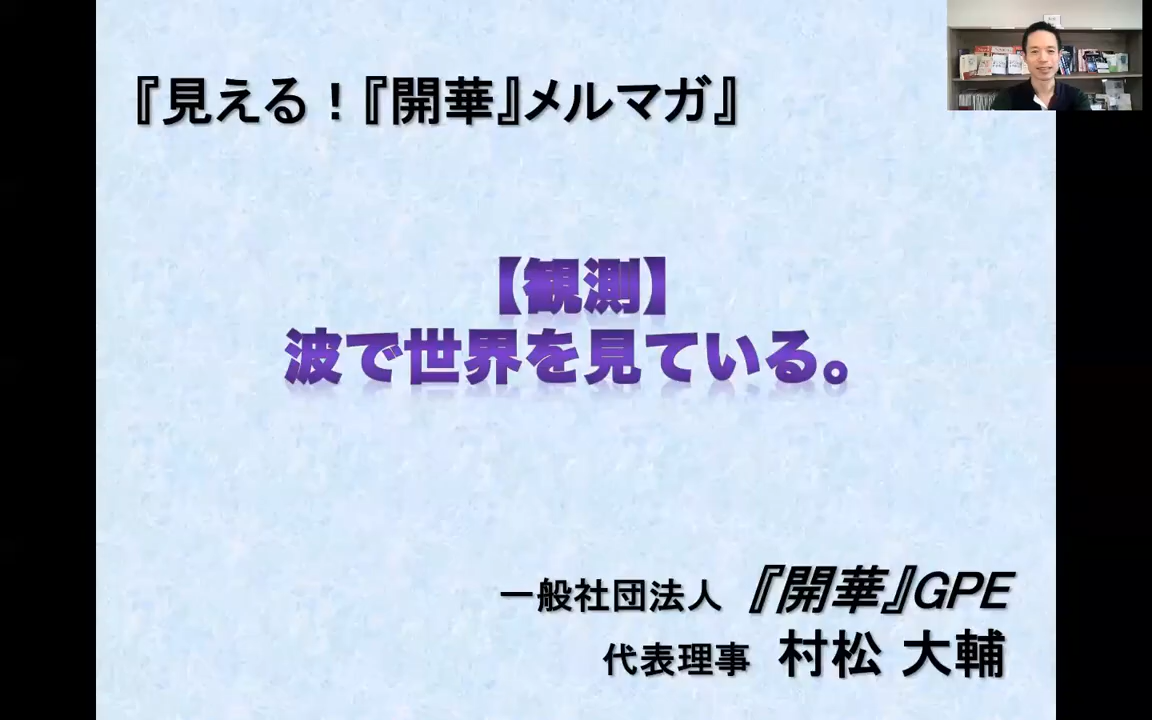 『見える！『開華』メルマガ』
【観測】
波で世界を見ている。
一般社団法人 『開華』GPE
代表理事 村松 大輔